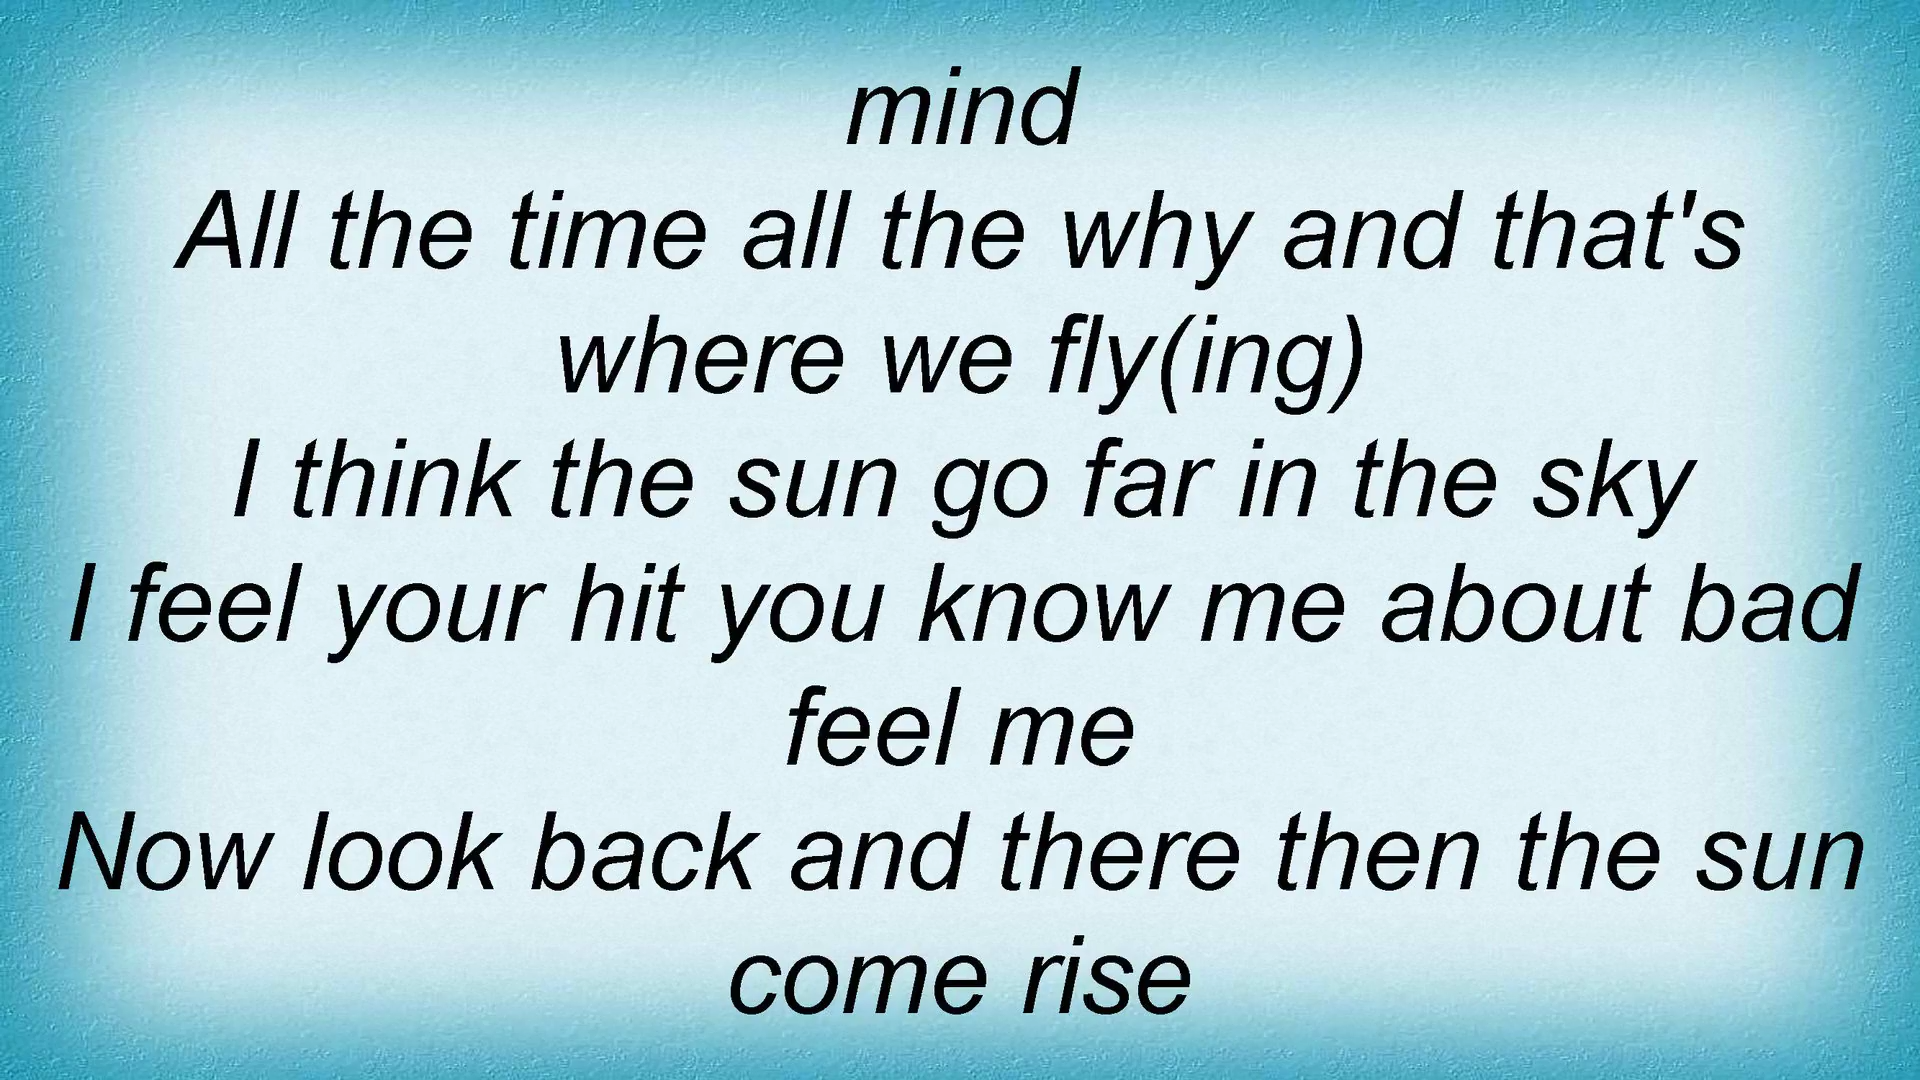 mind
All the time all the why and that's
where we fly(ing)
I think the sun go far in the sky
I feel your hit you know me about bad
feel me
Now look back and there then the sun
come rise